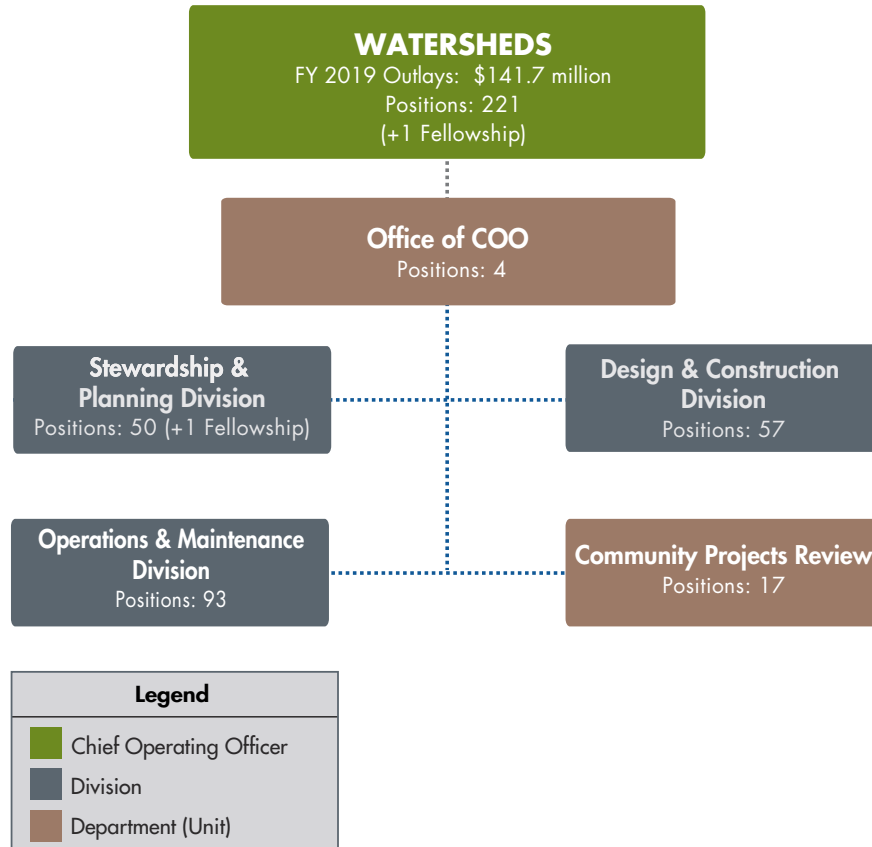 WATERSHEDS
FY 2019 Outlays: $141.7 million
Positions: 221
(+1 Fellowship)
Office of COO
Positions: 4
Stewardship &
Planning Division
Positions: 50 (+1 Fellowship)
Design & Construction
Division
Positions: 57
Operations & Maintenance
Division
Positions: 93
Community Projects Review
Positions: 17
Legend
Chief Operating Officer
Division
Department (Unit)